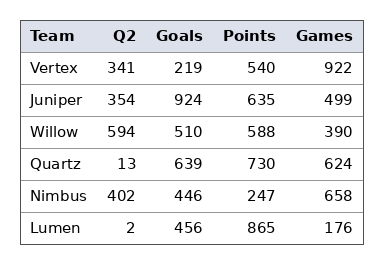 Team Q2 Goals Points Games
Vertex 341 219 540 922
Juniper 354 924 635 499
Willow 594 510 588 390
Quartz 13 639 730 624
Nimbus 402 446 247 658
Lumen 2 456 865 176